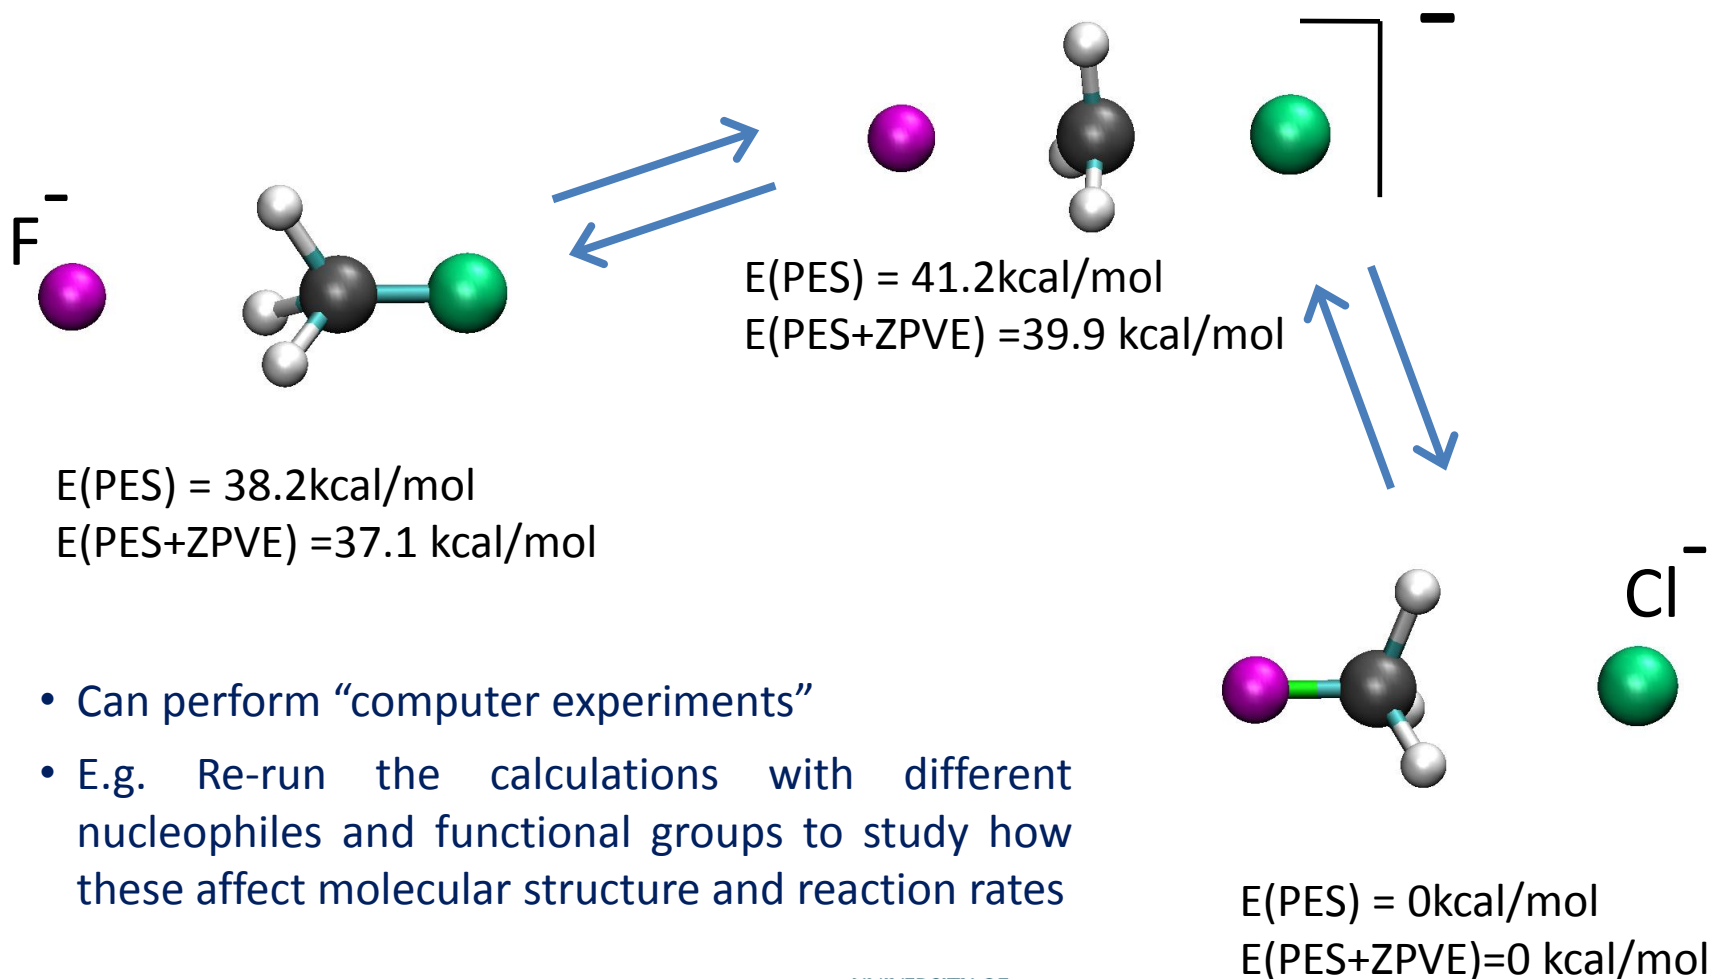 F-
E(PES) = 41.2kcal/mol
E(PES+ZPVE) =39.9 kcal/mol
E(PES) = 38.2kcal/mol
E(PES+ZPVE) =37.1 kcal/mol
Cl-
• Can perform “computer experiments”
• E.g. Re-run the calculations with different
nucleophiles and functional groups to study how
these affect molecular structure and reaction rates
E(PES) = 0kcal/mol
E(PES+ZPVE)=0 kcal/mol